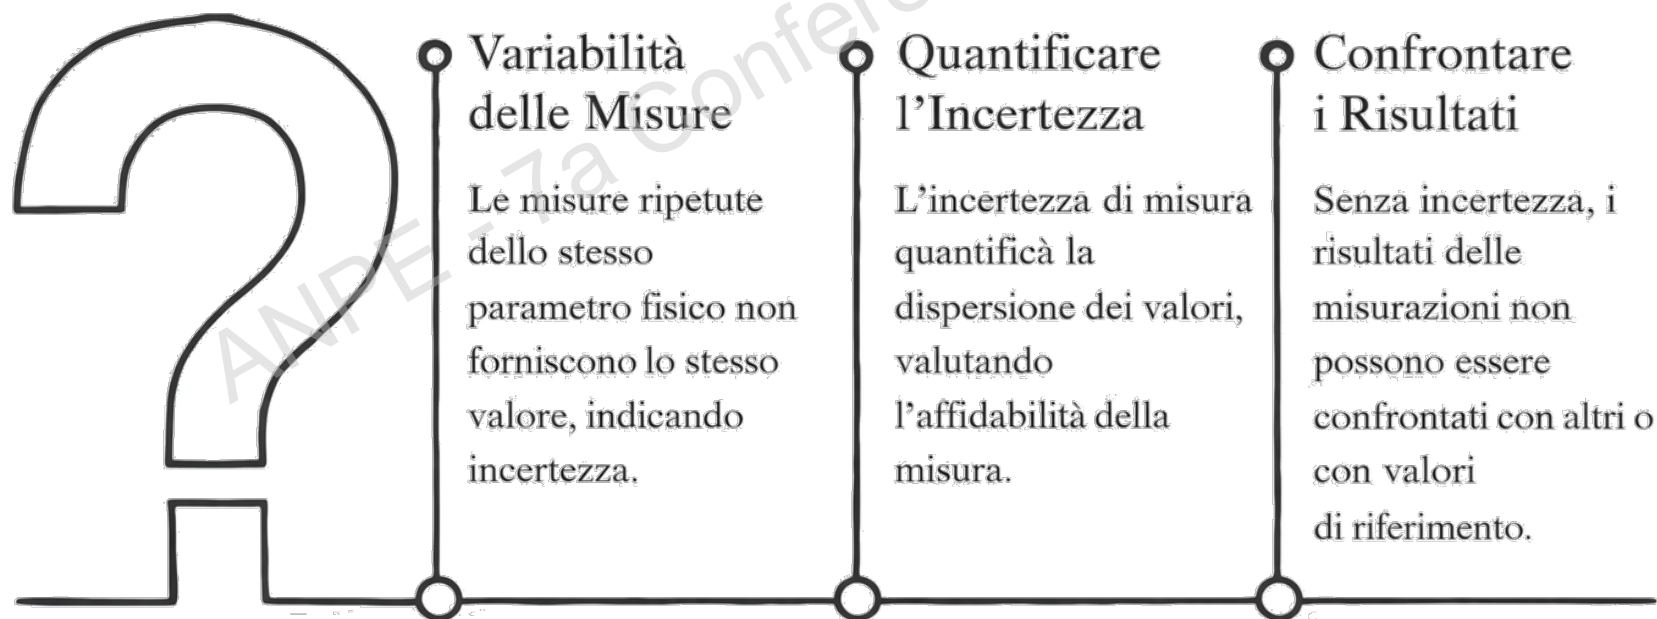 Variabilità
delle Misure
Le misure ripetute
dello stesso
parametro fisico non
forniscono lo stesso
valore, indicando
incertezza.
Quantificare
l'Incertezza
L'incertezza di misura
quantificà la
dispersione dei valori,
valutando
l'affidabilità della
misura.
Confrontare
i Risultati
Senza incertezza, i
risultati delle
misurazioni non
possono essere
confrontati con altri o
con valori
di riferimento.
ANPE - 7a